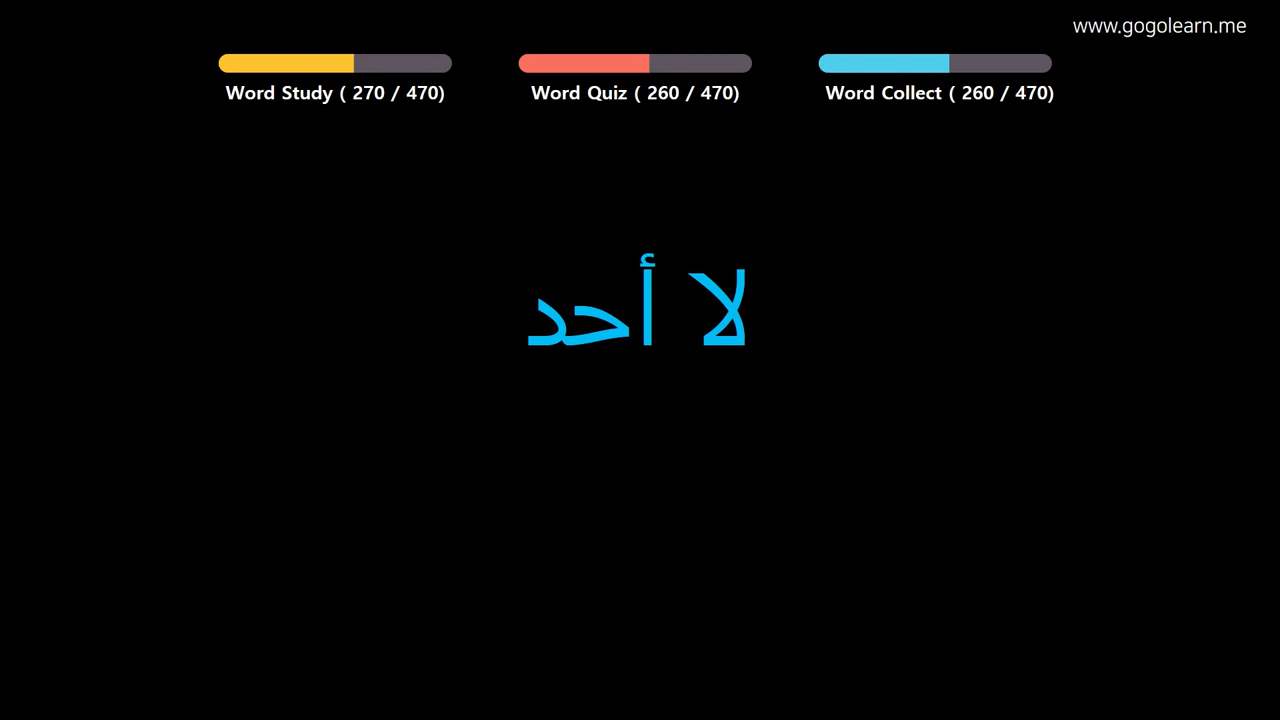 www.gogolearn.me
Word Study ( 270 / 470)
Word Quiz ( 260 / 470)
Word Collect ( 260 / 470)
لا أحد